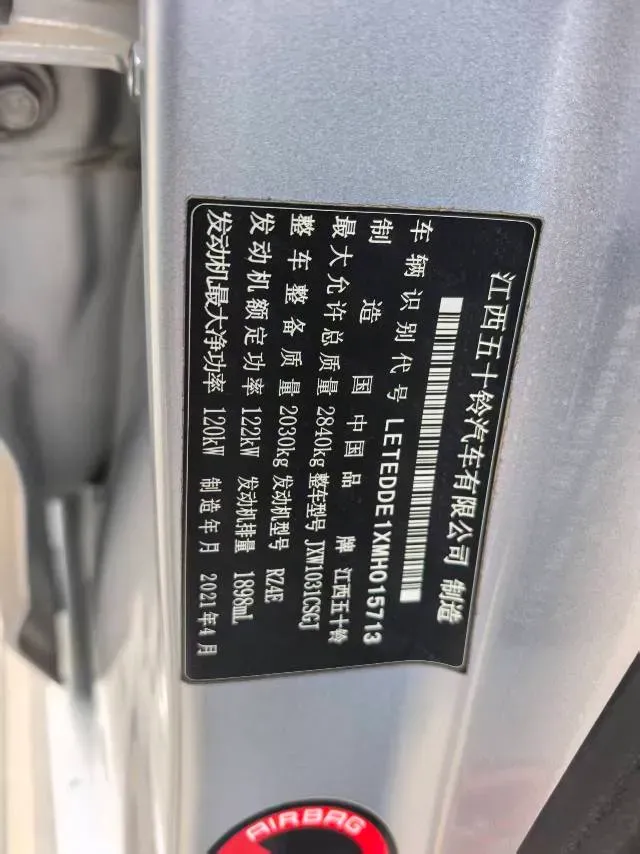 江西五十铃汽车有限公司 制造
车辆识别代号 LETEDDE1XMH015713
制造国 中国 品牌 江西五十铃
最大允许总质量 2840kg 整车型号 JXW1031CSGJ
整车整备质量 2030kg 发动机型号 RZ4E
发动机额定功率 122kW 发动机排量 1898mL
发动机最大净功率 120kW 制造年月 2021年4月
AIRBAG